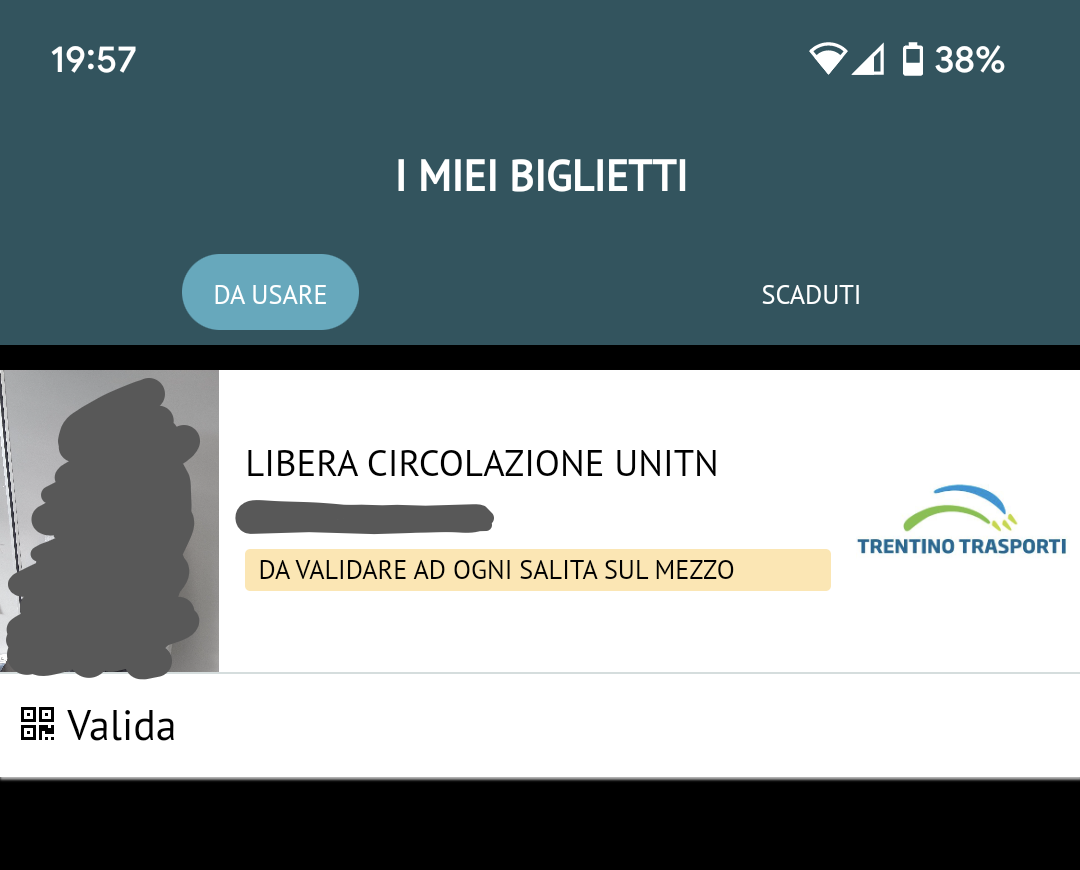 19:57 38%
I MIEI BIGLIETTI
DA USARE SCADUTI
LIBERA CIRCOLAZIONE UNITN
DA VALIDARE AD OGNI SALITA SUL MEZZO
TRENTINO TRASPORTI
Valida